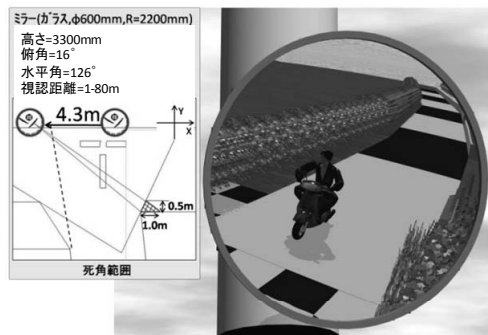 ミラー(ガラス,φ600mm,R=2200mm)
高さ=3300mm
俯角=16°
水平角=126°
視認距離=1-80m
4.3m
Y
X
0.5m
1.0m
死角範囲